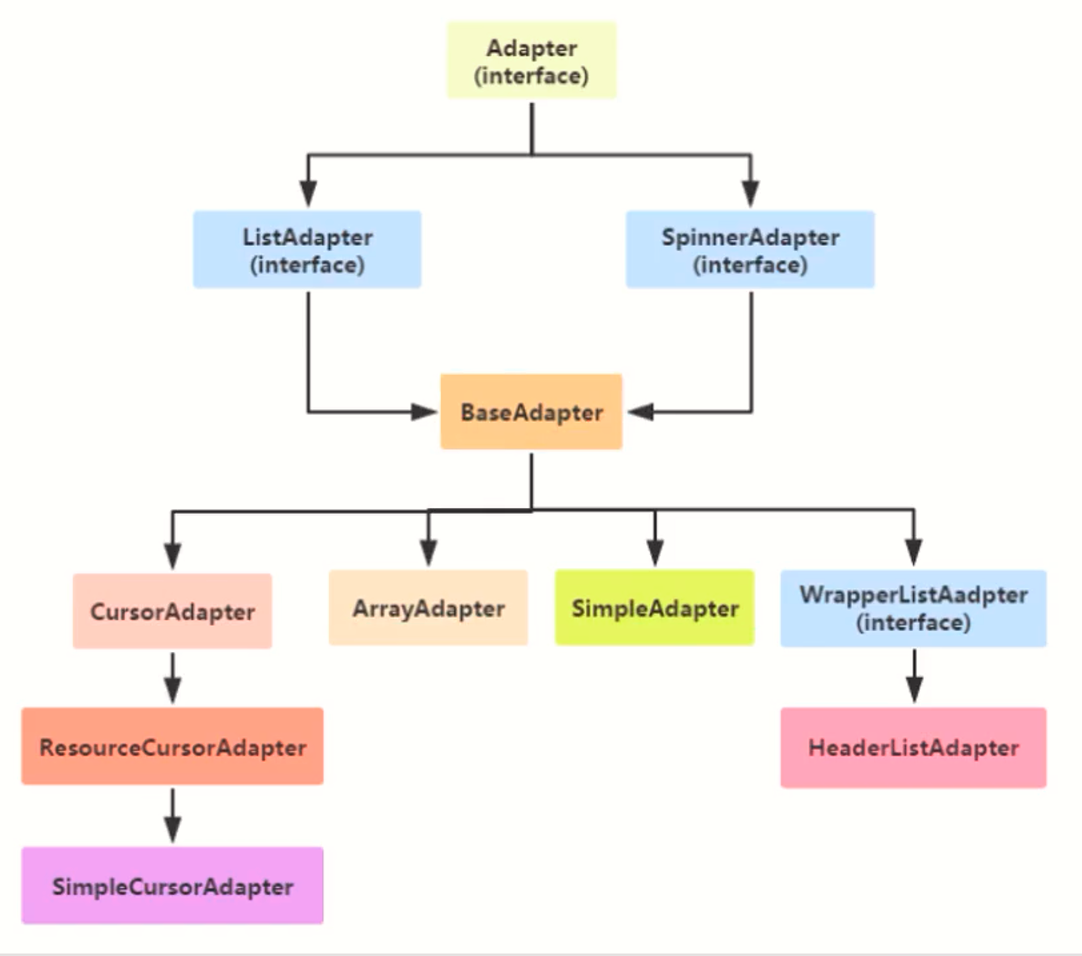 Adapter
(interface)
ListAdapter
(interface)
SpinnerAdapter
(interface)
BaseAdapter
CursorAdapter
ArrayAdapter
SimpleAdapter
WrapperListAadpter
(interface)
ResourceCursorAdapter
HeaderListAdapter
SimpleCursorAdapter